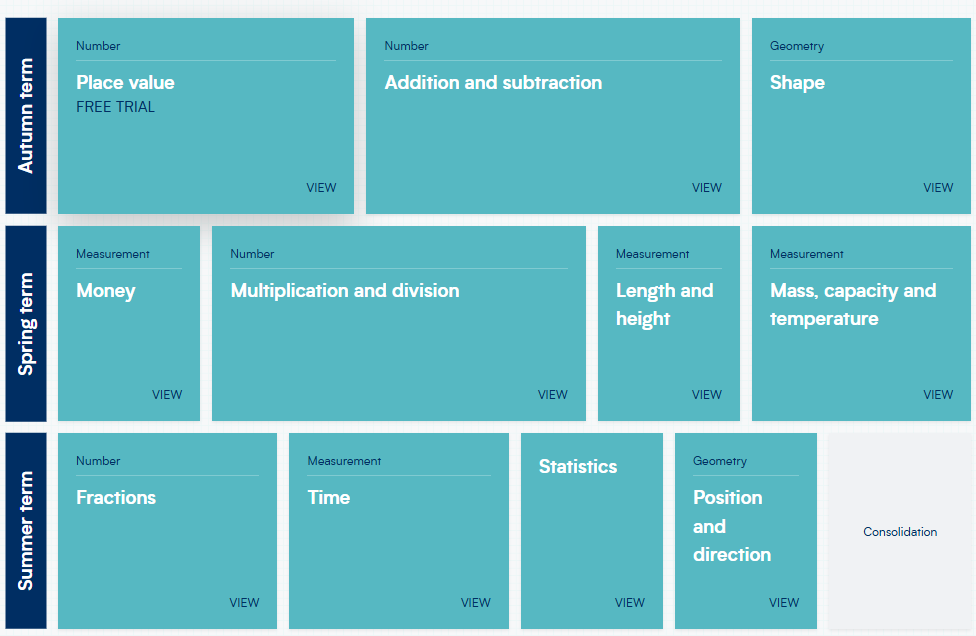 Autumn term
Number
Place value
FREE TRIAL
VIEW
Number
Addition and subtraction
VIEW
Geometry
Shape
VIEW
Spring term
Measurement
Money
VIEW
Number
Multiplication and division
VIEW
Measurement
Length and
height
VIEW
Measurement
Mass, capacity and
temperature
VIEW
Summer term
Number
Fractions
VIEW
Measurement
Time
VIEW
Statistics
VIEW
Geometry
Position
and
direction
VIEW
Consolidation